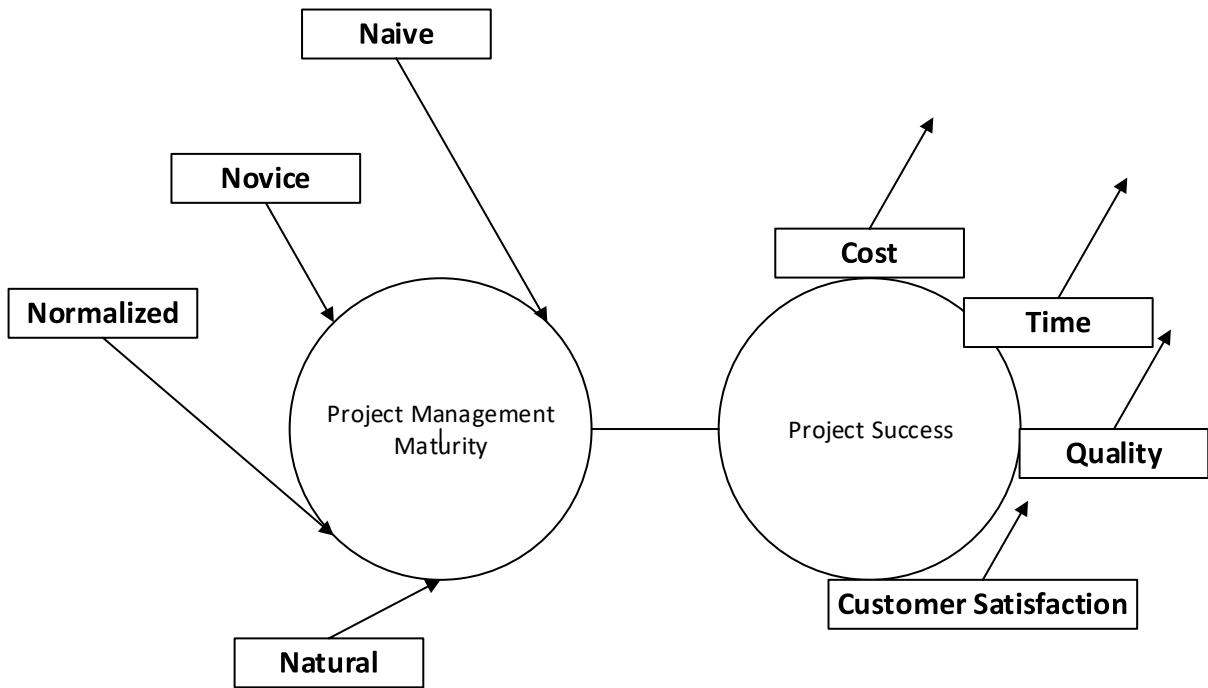 Naive
Novice
Normalized
Natural
Project Management
Maturity
Project Success
Cost
Time
Quality
Customer Satisfaction